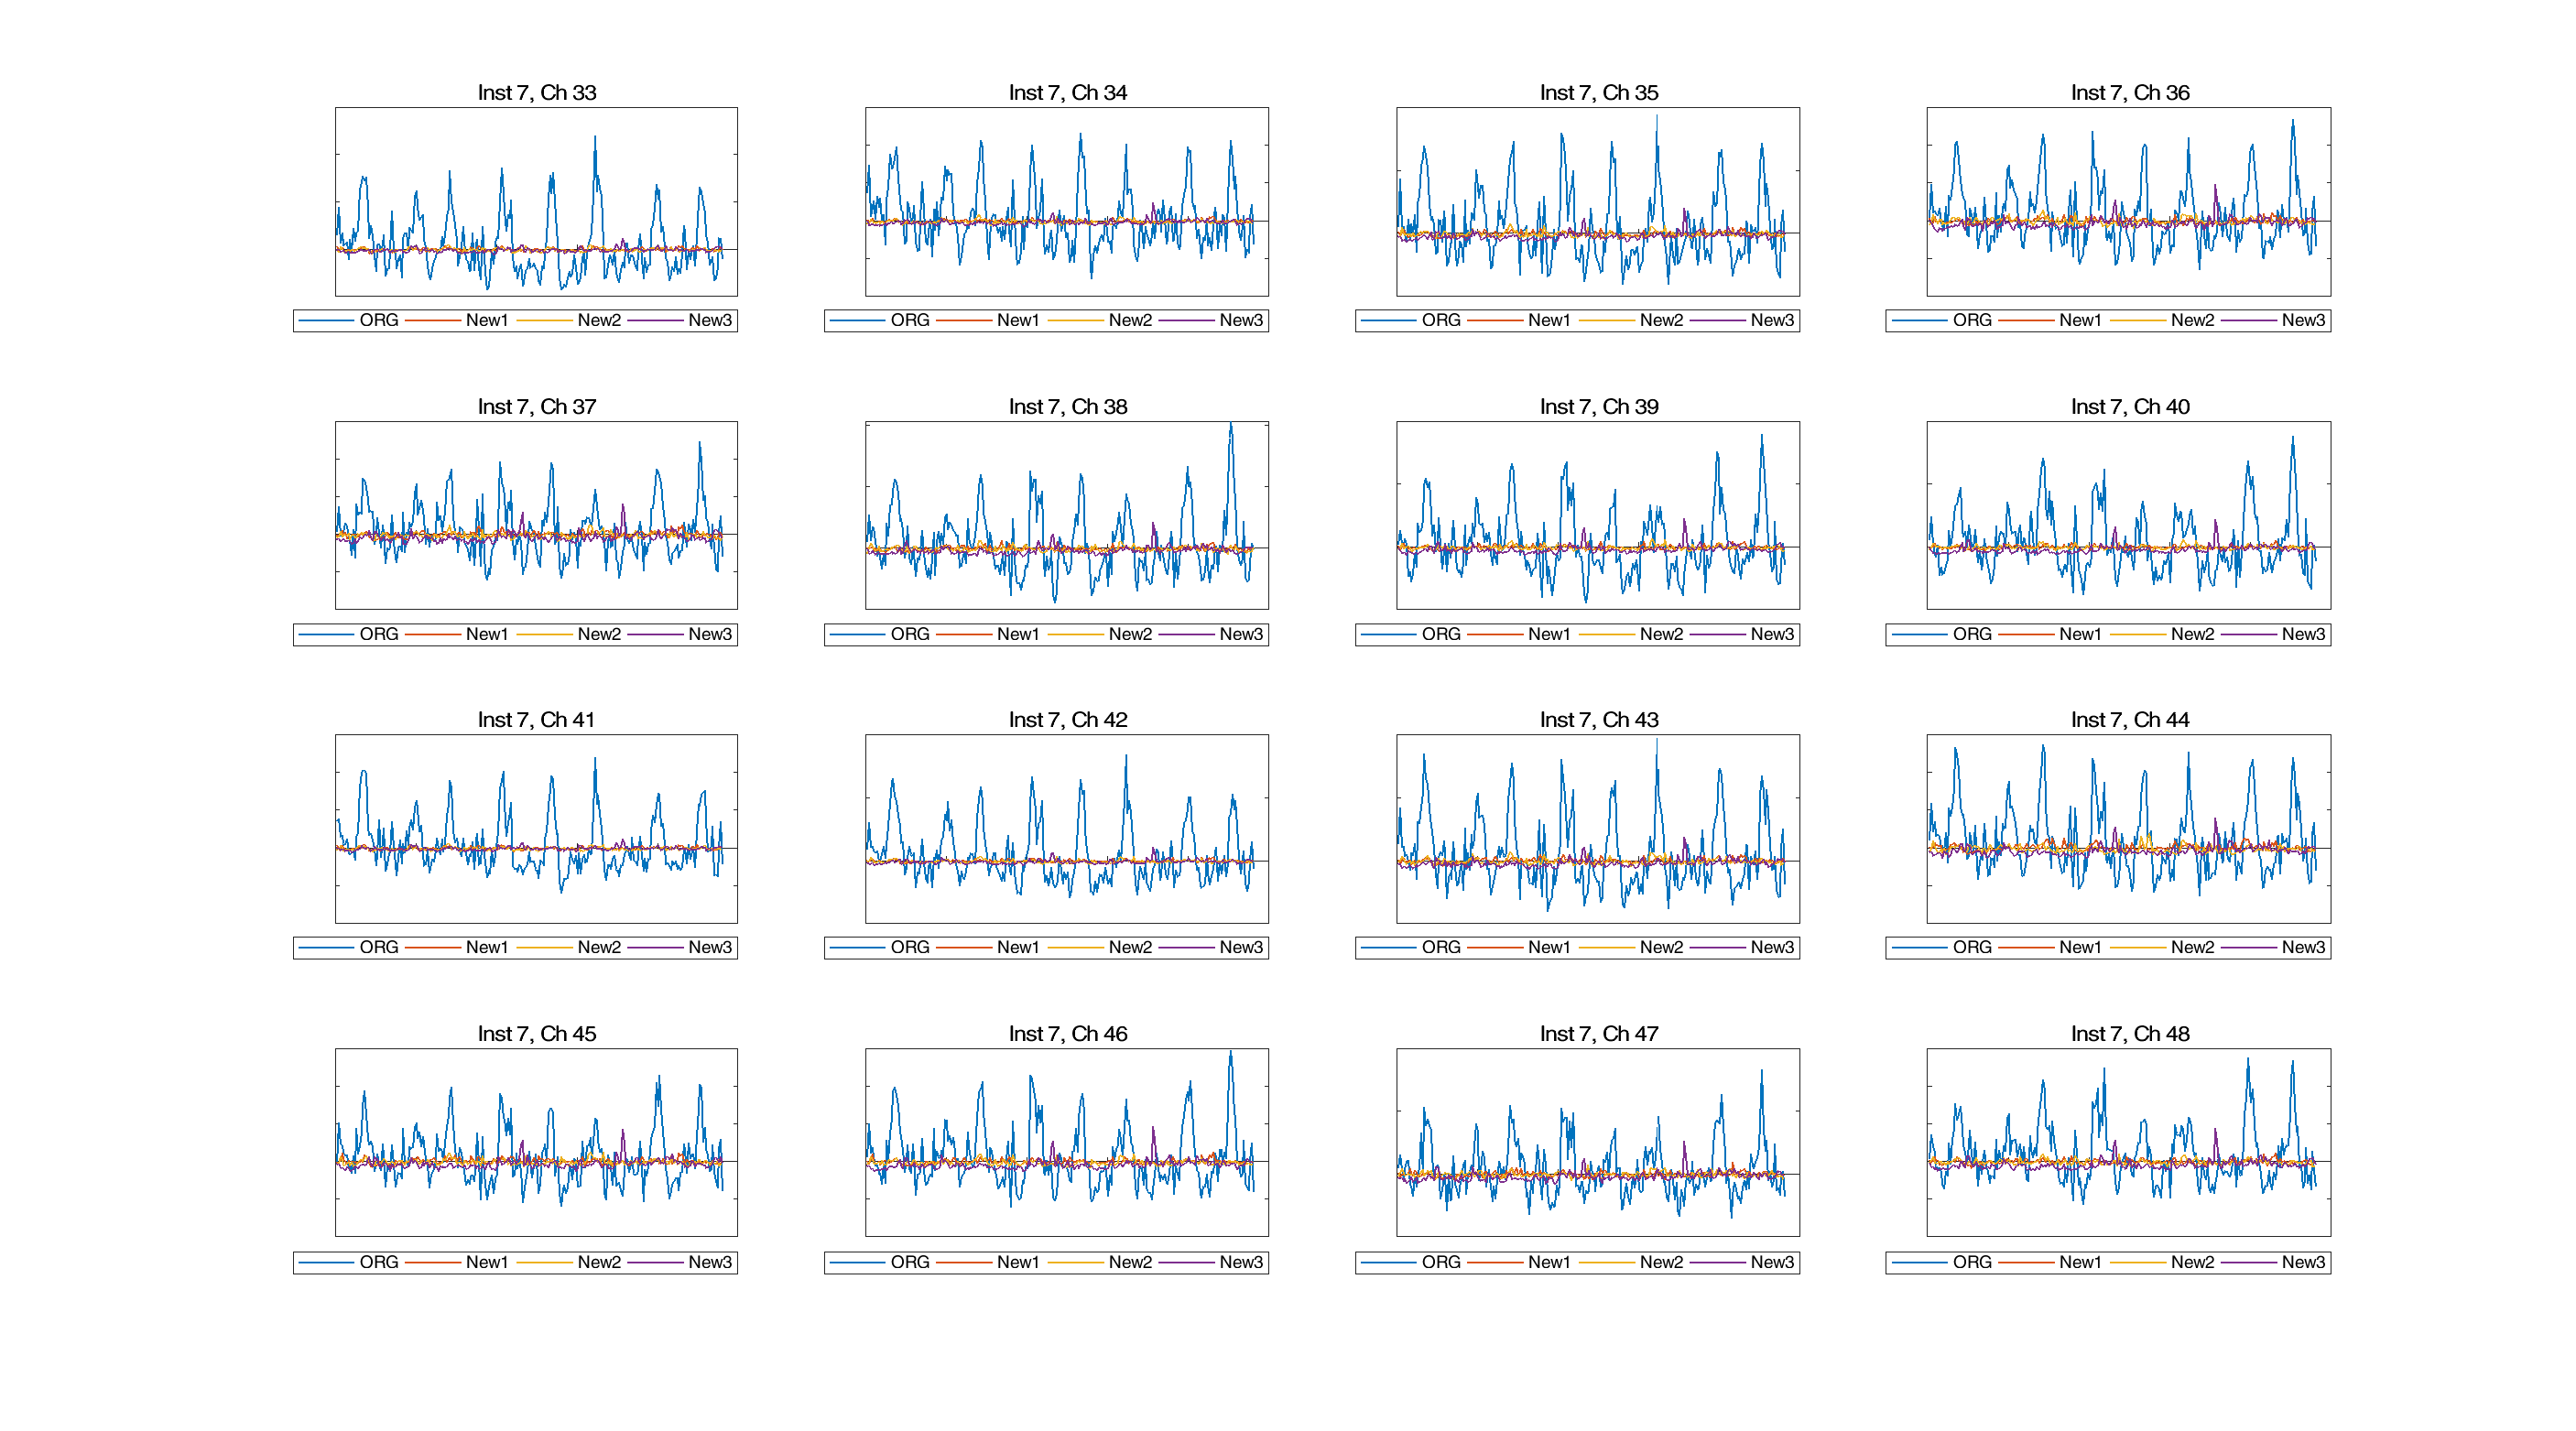 Inst 7, Ch 33
Inst 7, Ch 34
Inst 7, Ch 35
Inst 7, Ch 36
ORG New1 New2 New3
ORG New1 New2 New3
ORG New1 New2 New3
ORG New1 New2 New3
Inst 7, Ch 37
Inst 7, Ch 38
Inst 7, Ch 39
Inst 7, Ch 40
ORG New1 New2 New3
ORG New1 New2 New3
ORG New1 New2 New3
ORG New1 New2 New3
Inst 7, Ch 41
Inst 7, Ch 42
Inst 7, Ch 43
Inst 7, Ch 44
ORG New1 New2 New3
ORG New1 New2 New3
ORG New1 New2 New3
ORG New1 New2 New3
Inst 7, Ch 45
Inst 7, Ch 46
Inst 7, Ch 47
Inst 7, Ch 48
ORG New1 New2 New3
ORG New1 New2 New3
ORG New1 New2 New3
ORG New1 New2 New3